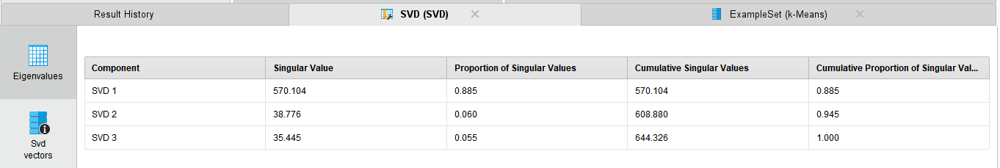 Result History
SVD (SVD)
ExampleSet (k-Means)
Eigenvalues
Svd
vectors
Component Singular Value Proportion of Singular Values Cumulative Singular Values Cumulative Proportion of Singular Val...
SVD 1 570.104 0.885 570.104 0.885
SVD 2 38.776 0.060 608.880 0.945
SVD 3 35.445 0.055 644.326 1.000